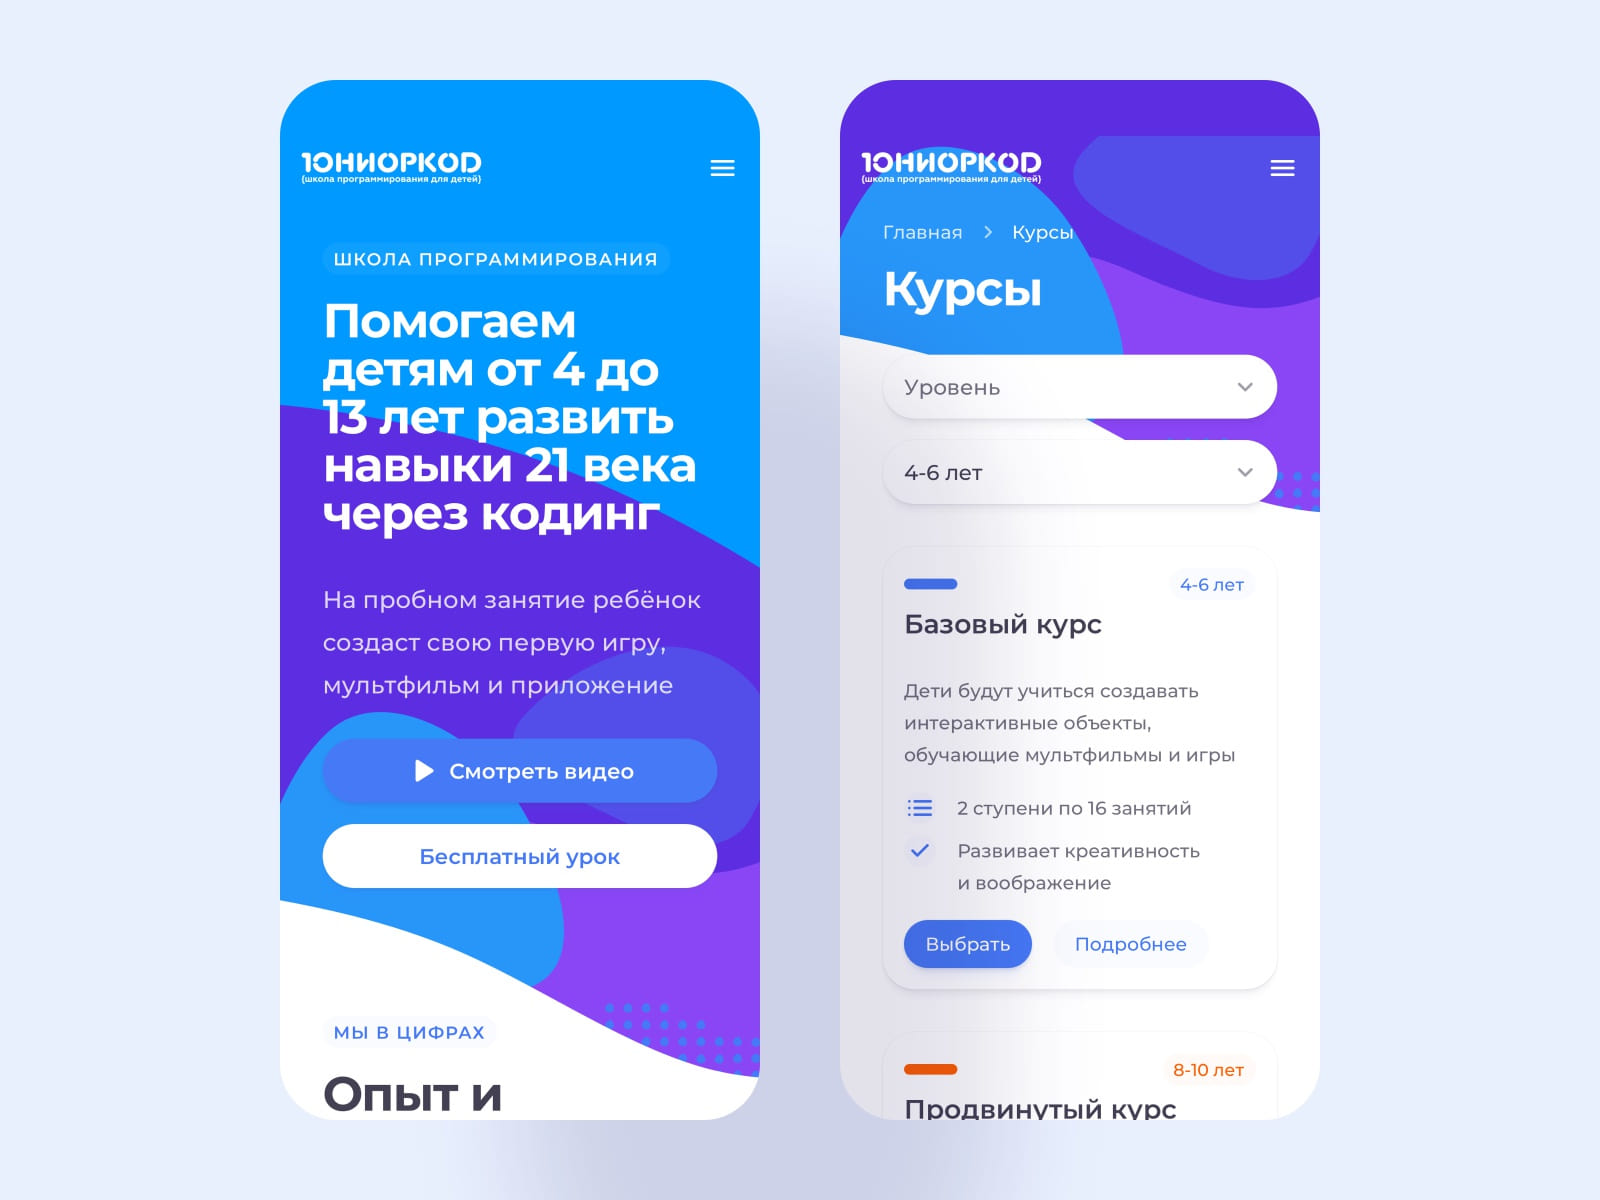 ЮНИОРКОД
{школа программирования для детей}
ШКОЛА ПРОГРАММИРОВАНИЯ
Помогаем
детям от 4 до
13 лет развить
навыки 21 века
через кодинг
На пробном занятие ребёнок
создаст свою первую игру,
мультфильм и приложение
Смотреть видео
Бесплатный урок
МЫ В ЦИФРАХ
Опыт и
ЮНИОРКОД
{школа программирования для детей}
Главная > Курсы
Курсы
Уровень
4-6 лет
4-6 лет
Базовый курс
Дети будут учиться создавать
интерактивные объекты,
обучающие мультфильмы и игры
2 ступени по 16 занятий
Развивает креативность
и воображение
Выбрать Подробнее
8-10 лет
Продвинутый курс